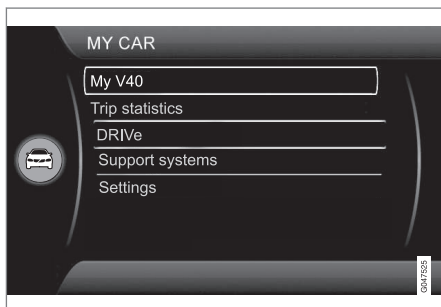 MY CAR
My V40
Trip statistics
DRIVe
Support systems
Settings
G047525